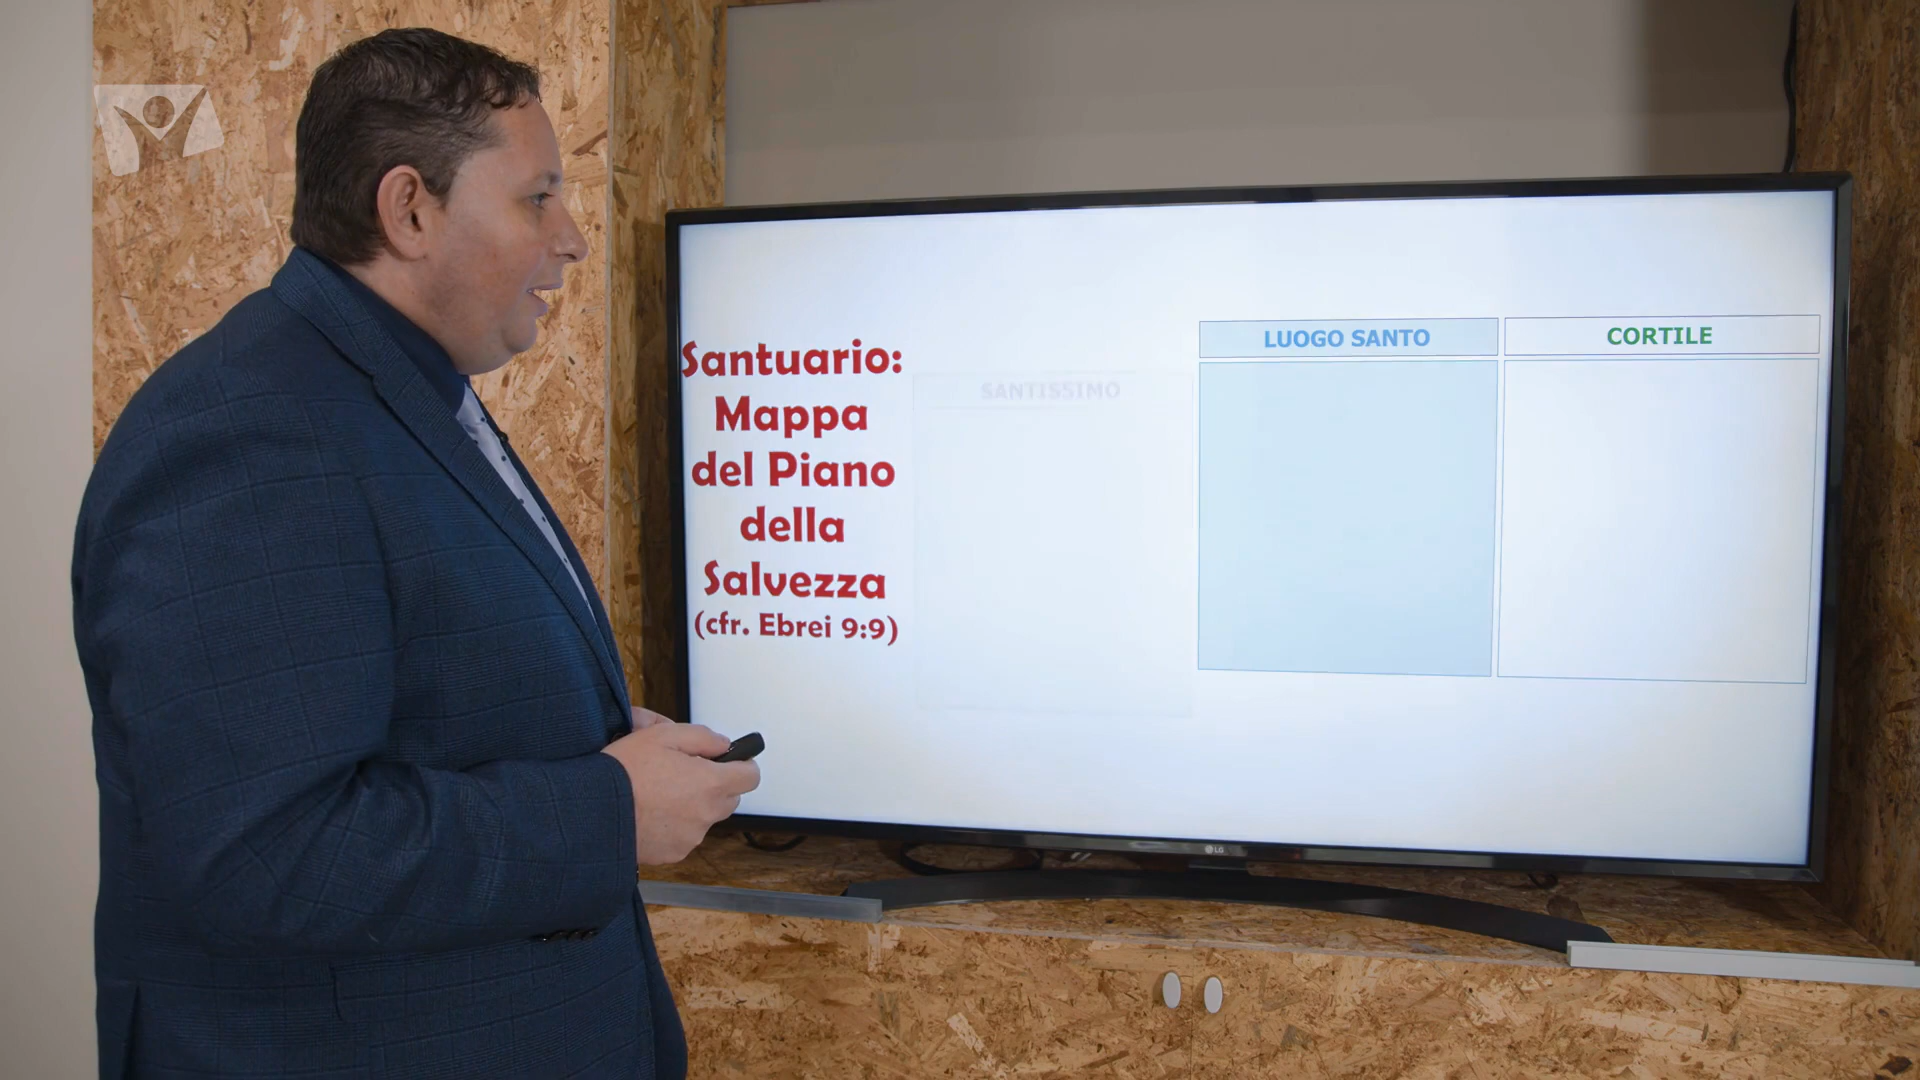 Santuario:
Mappa
del Piano
della
Salvezza
(cfr. Ebrei 9:9)
SANTISSIMO
LUOGO SANTO
CORTILE
LG